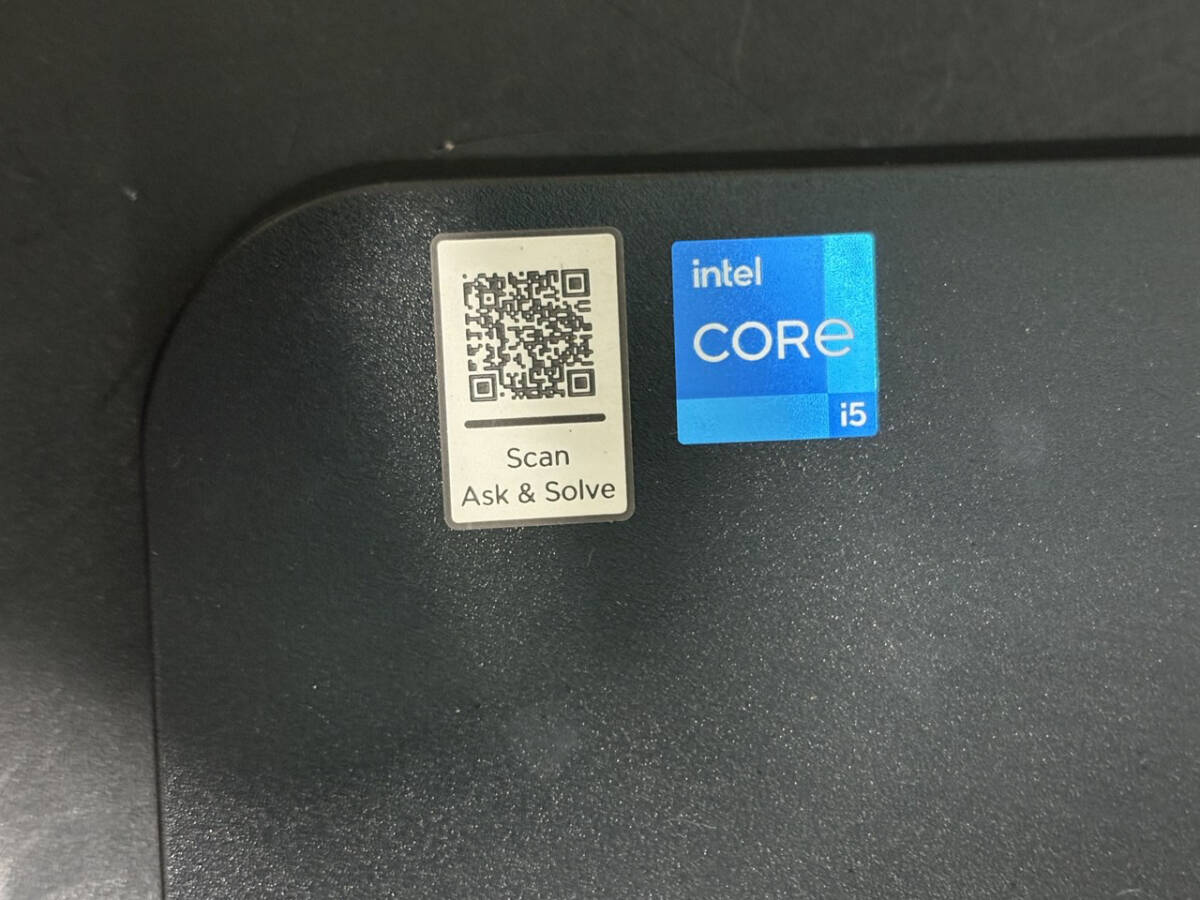 Scan
Ask & Solve
intel
CORe
i5